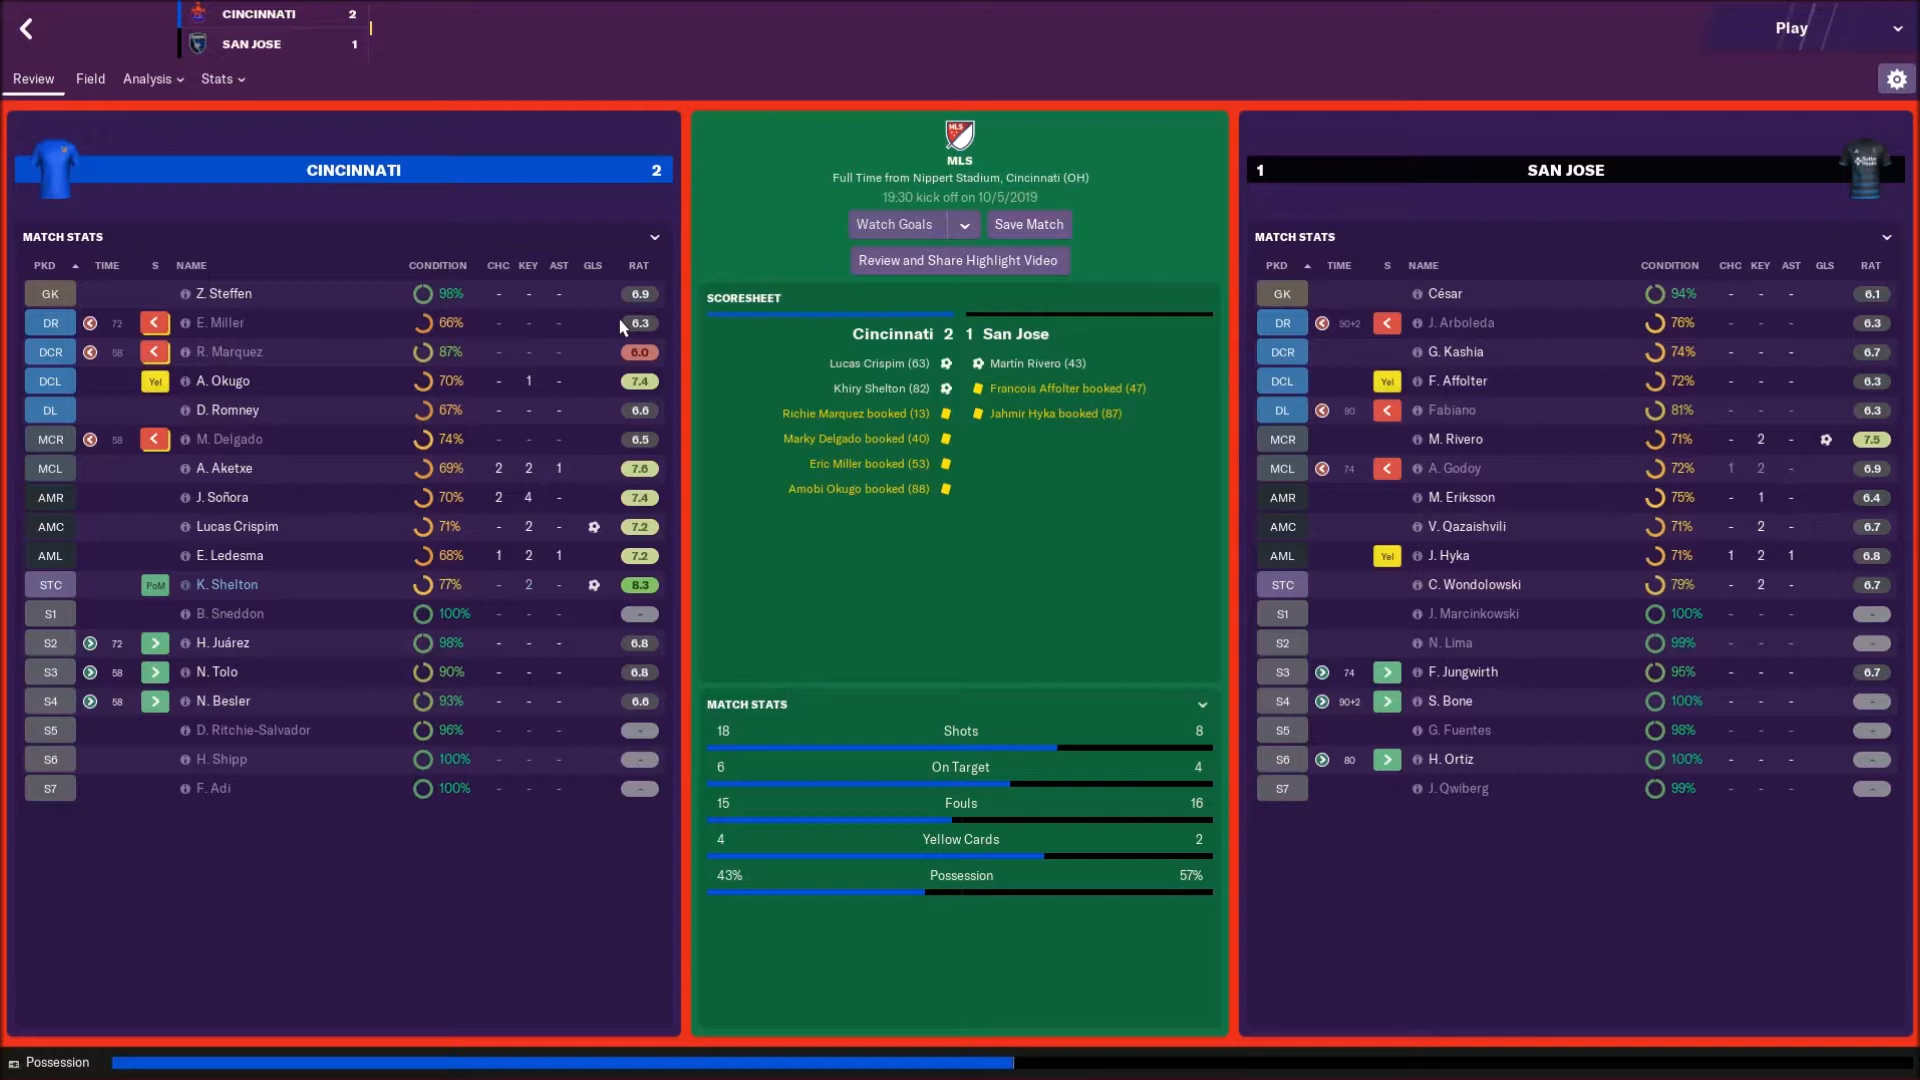 CINCINNATI 2
SAN JOSE 1
Play
Review Field Analysis Stats
CINCINNATI 2
MATCH STATS
PKD TIME S NAME CONDITION CHC KEY AST GLS RAT
GK Z. Steffen 98% - - - 6.9
DR 72 E. Miller 66% - - - 6.3
DCR 58 R. Marquez 87% - - - 6.0
DCL Yel A. Okugo 70% - 1 - 7.4
DL D. Romney 67% - - - 6.6
MCR 58 M. Delgado 74% - - - 6.5
MCL A. Aketxe 69% 2 2 1 7.6
AMR J. Soñora 70% 2 4 - 7.4
AMC Lucas Crispim 71% - 2 - 7.2
AML E. Ledesma 68% 1 2 1 7.2
STC PoM K. Shelton 77% - 2 - 8.3
S1 B. Sneddon 100% - - - -
S2 72 H. Juárez 98% - - - 6.8
S3 58 N. Tolo 90% - - - 6.8
S4 58 N. Besler 93% - - - 6.6
S5 D. Ritchie-Salvador 96% - - - -
S6 H. Shipp 100% - - - -
S7 F. Adi 100% - - - -
MLS
MLS
Full Time from Nippert Stadium, Cincinnati (OH)
19:30 kick off on 10/5/2019
Watch Goals Save Match
Review and Share Highlight Video
SCORESHEET
Cincinnati 2 1 San Jose
Lucas Crispim (63) Martín Rivero (43)
Khiry Shelton (82) Francois Affolter booked (47)
Richie Marquez booked (13) Jahmir Hyka booked (87)
Marky Delgado booked (40)
Eric Miller booked (53)
Amobi Okugo booked (88)
MATCH STATS
18 Shots 8
6 On Target 4
15 Fouls 16
4 Yellow Cards 2
43% Possession 57%
1 SAN JOSE
MATCH STATS
PKD TIME S NAME CONDITION CHC KEY AST GLS RAT
GK César 94% - - - 6.1
DR 90+2 J. Arboleda 76% - - - 6.3
DCR G. Kashia 74% - - - 6.7
DCL Yel F. Affolter 72% - - - 6.3
DL 80 Fabiano 81% - - - 6.3
MCR M. Rivero 71% - 2 - 7.5
MCL 74 A. Godoy 72% 1 2 - 6.9
AMR M. Eriksson 75% - 1 - 6.4
AMC V. Qazaishvili 71% - 2 - 6.7
AML Yel J. Hyka 71% 1 2 1 6.8
STC C. Wondolowski 79% - 2 - 6.7
S1 J. Marcinkowski 100% - - - -
S2 N. Lima 99% - - - -
S3 74 F. Jungwirth 95% - - - 6.7
S4 90+2 S. Bone 100% - - - -
S5 G. Fuentes 98% - - - -
S6 80 H. Ortiz 100% - - - -
S7 J. Qwiberg 99% - - - -
Possession